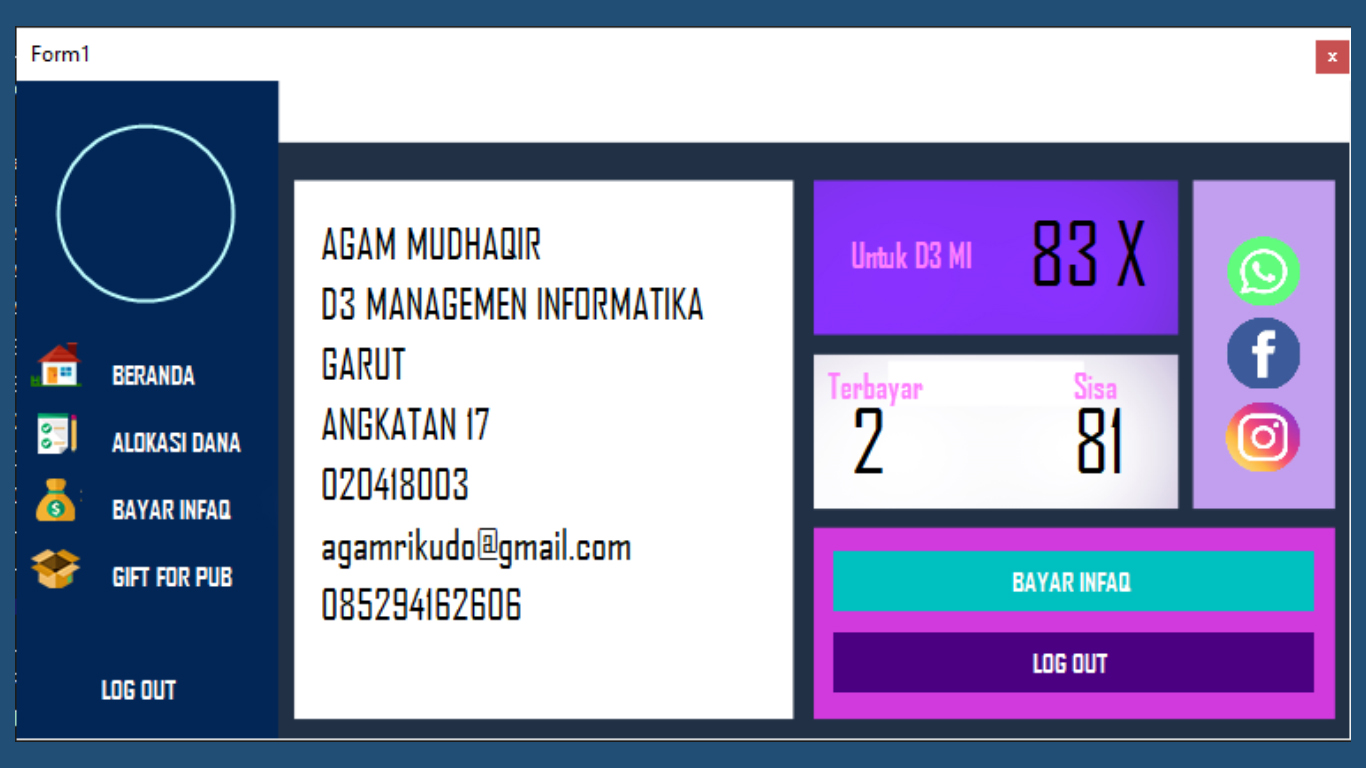 Form1
x
BERANDA
ALOKASI DANA
BAYAR INFAQ
GIFT FOR PUB
LOG OUT
AGAM MUDHAQIR
D3 MANAGEMEN INFORMATIKA
GARUT
ANGKATAN 17
020418003
agamrikudo@gmail.com
085294162606
Untuk D3 MI 83 X
Terbayar Sisa
2 81
BAYAR INFAQ
LOG OUT